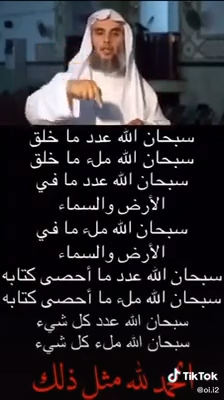 سبحان الله عدد ما خلق
سبحان الله ملء ما خلق
سبحان الله عدد ما في
الأرض والسماء
سبحان الله ملء ما في
الأرض والسماء
سبحان الله عدد ما أحصى كتابه
سبحان الله ملء ما أحصى كتابه
سبحان الله عدد كل شيء
سبحان الله ملء كل شيء
الحمد لله مثل ذلك
TikTok
@oi.i2